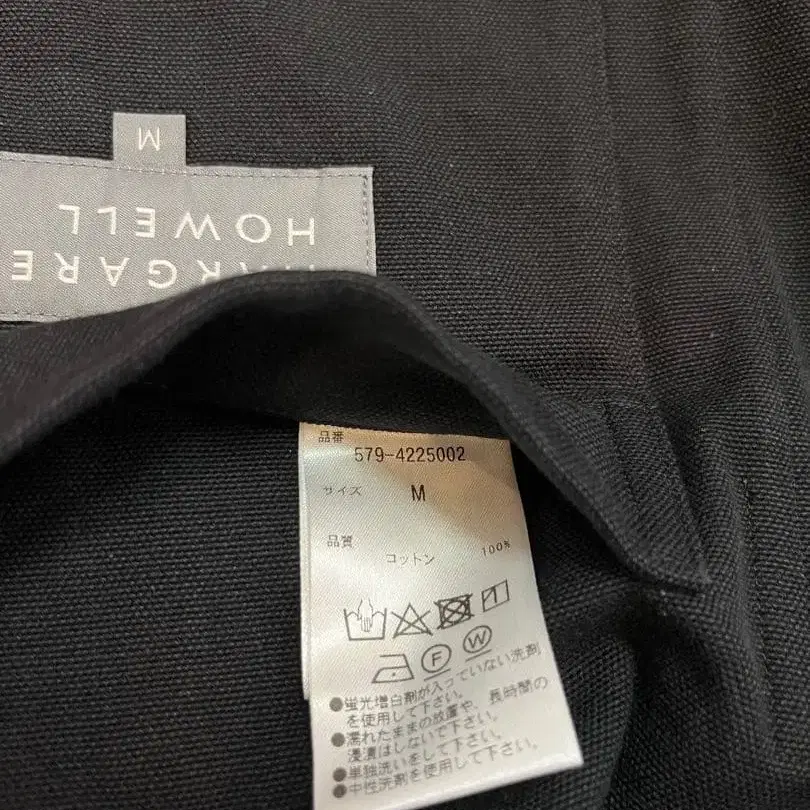 M
HOWELL
MARGARE
品番
579-4225002
サイズ
M
品質
コットン 100%
F W
●蛍光増白剤が入っていない洗剤
を使用して下さい。
●濡れたままの放置や、長時間の
浸漬はしないで下さい。
●単独洗いをして下さい。
●中性洗剤を使用して下さい。